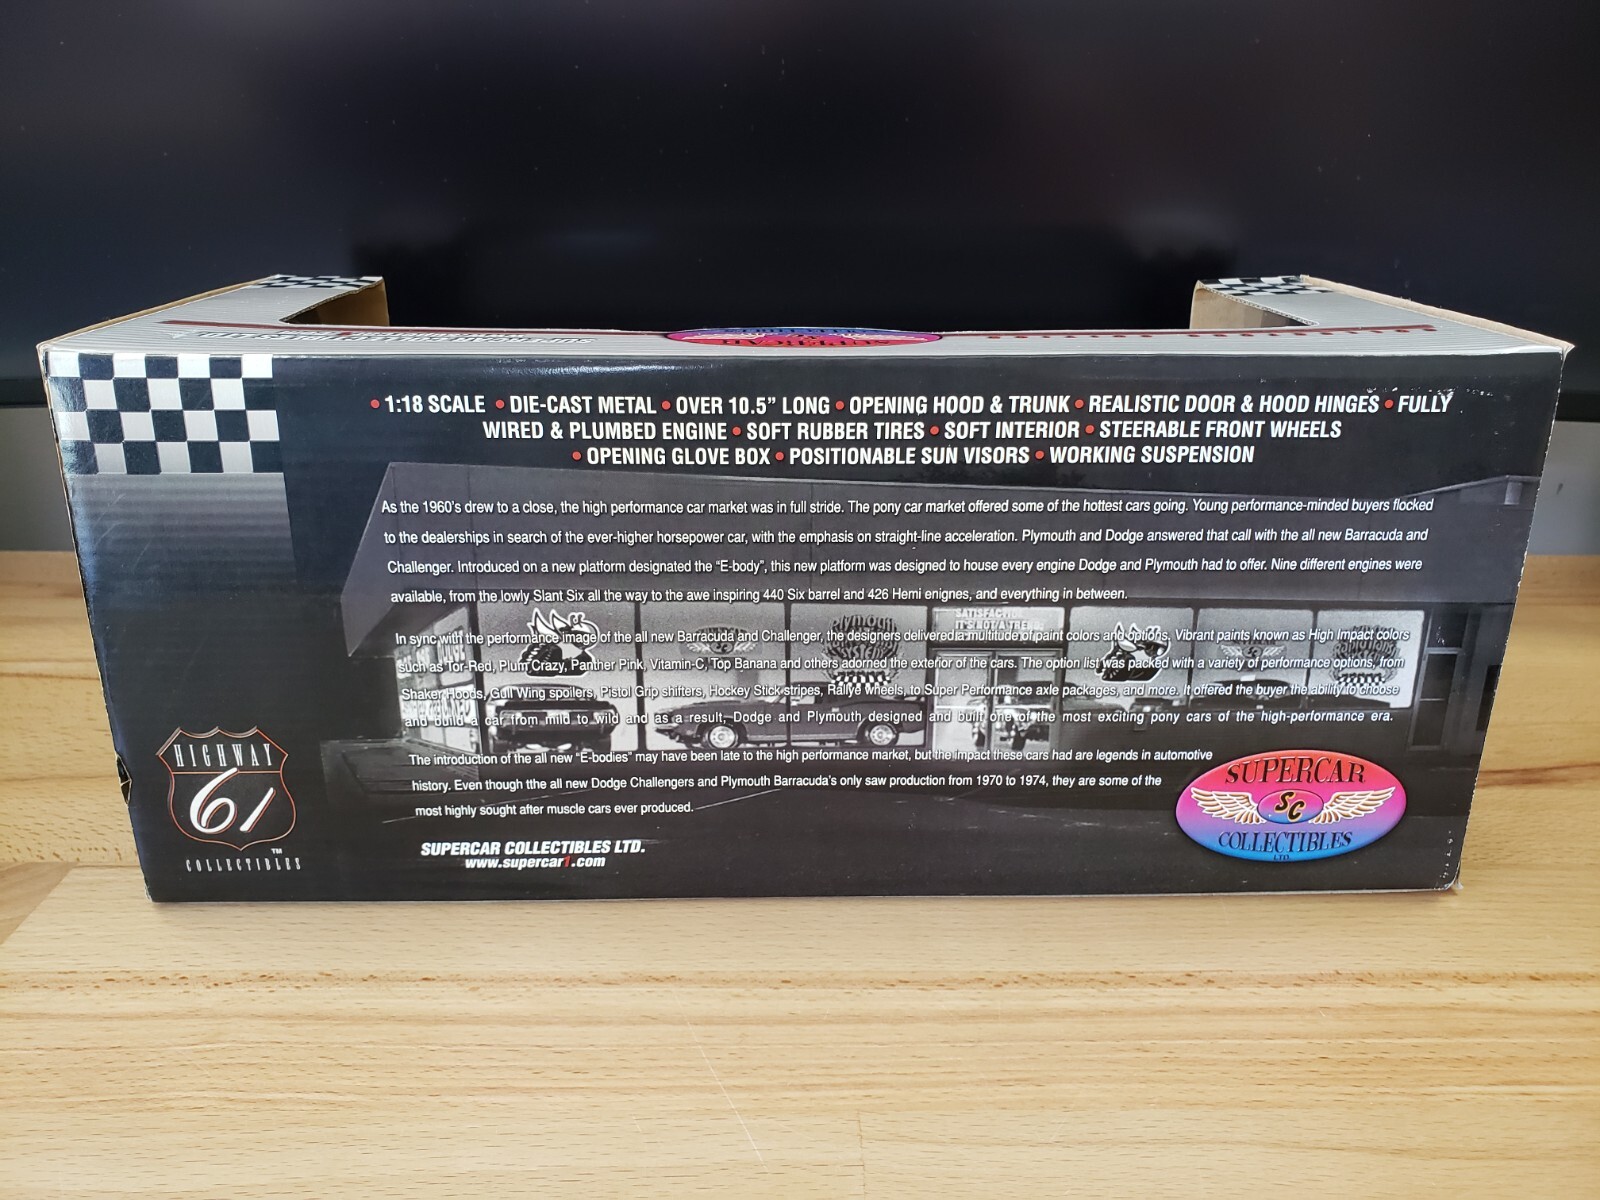 • 1:18 SCALE • DIE-CAST METAL • OVER 10.5” LONG • OPENING HOOD & TRUNK • REALISTIC DOOR & HOOD HINGES • FULLY
WIRED & PLUMBED ENGINE • SOFT RUBBER TIRES • SOFT INTERIOR • STEERABLE FRONT WHEELS
• OPENING GLOVE BOX • POSITIONABLE SUN VISORS • WORKING SUSPENSION
As the 1960's drew to a close, the high performance car market was in full stride. The pony car market offered some of the hottest cars going. Young performance-minded buyers flocked
to the dealerships in search of the ever-higher horsepower car, with the emphasis on straight-line acceleration. Plymouth and Dodge answered that call with the all new Barracuda and
Challenger. Introduced on a new platform designated the “E-body”, this new platform was designed to house every engine Dodge and Plymouth had to offer. Nine different engines were
available, from the lowly Slant Six all the way to the awe inspiring 440 Six barrel and 426 Hemi enignes, and everything in between.
In sync with the performance image of the all new Barracuda and Challenger, the designers delivered a multitude of paint colors and options. Vibrant paints known as High Impact colors
such as Tor-Red, Plum Crazy, Panther Pink, Vitamin-C, Top Banana and others adorned the exterior of the cars. The option list was packed with a variety of performance options, from
Shaker Hoods, Gull Wing spoilers, Pistol Grip shifters, Hockey Stick stripes, Rallye wheels, to Super Performance axle packages, and more. It offered the buyer the ability to choose
and build a car from mild to wild and as a result, Dodge and Plymouth designed and built one of the most exciting pony cars of the high-performance era.
The introduction of the all new “E-bodies” may have been late to the high performance market, but the impact these cars had are legends in automotive
history. Even though tthe all new Dodge Challengers and Plymouth Barracuda's only saw production from 1970 to 1974, they are some of the
most highly sought after muscle cars ever produced.
SUPERCAR COLLECTIBLES LTD.
www.supercar1.com
HIGHWAY
61
TM
COLLECTIBLES
SUPERCAR
SC
COLLECTIBLES
LTD.